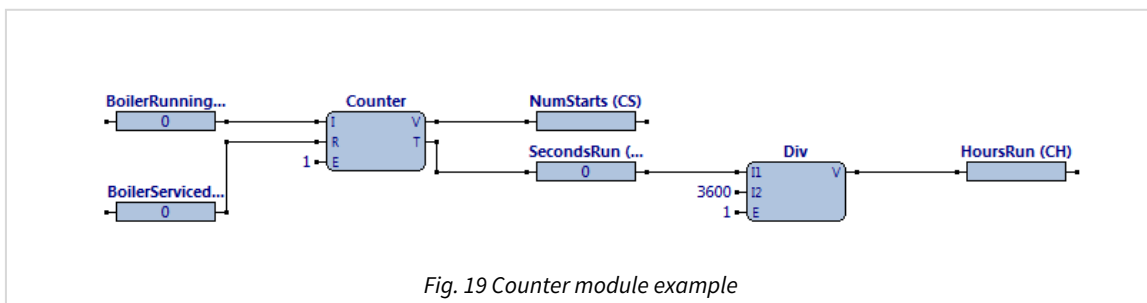 BoilerRunning...
0
BoilerServiced...
0
Counter
I
R
1 E
V
T
NumStarts (CS)
SecondsRun (...
0
Div
I1
3600 I2
1 E
V
HoursRun (CH)
Fig. 19 Counter module example